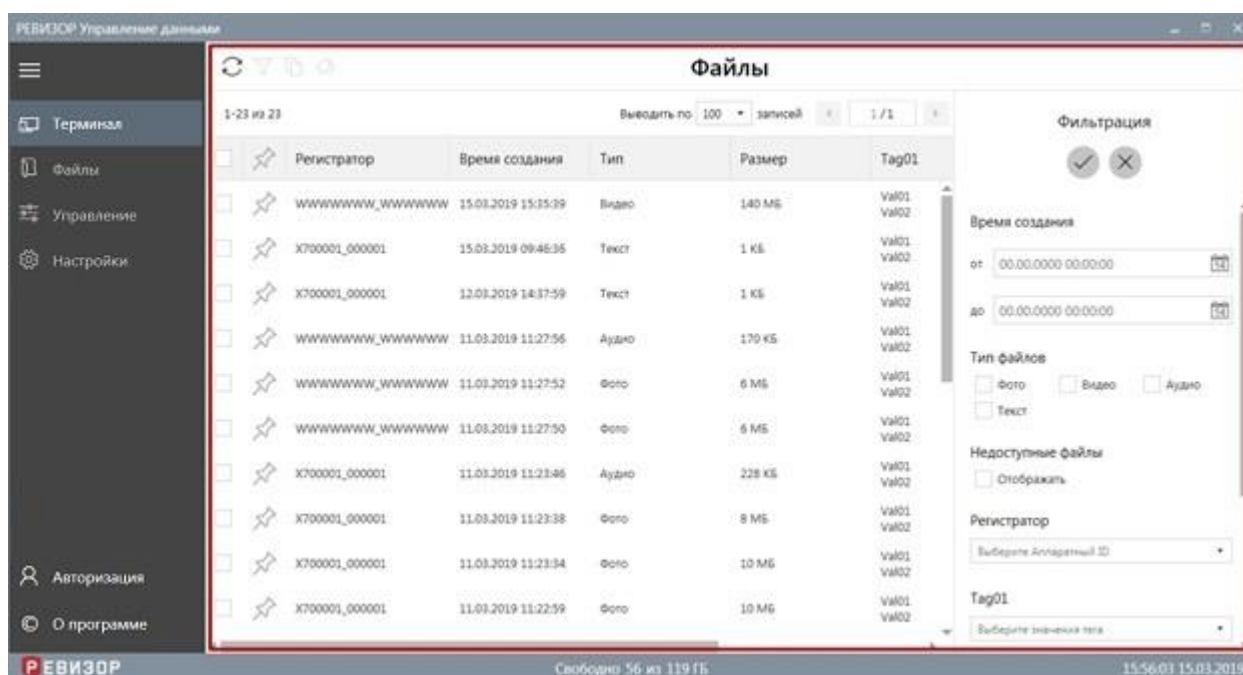 РЕВИЗОР Управление данными
Файлы
1-23 из 23 Выводить по 100 записей 1/1
Терминал
Файлы
Управление
Настройки
Авторизация
О программе
Регистратор Время создания Тип Размер Tag01
WWWWWWW_WWWWWW 15.03.2019 15:35:39 Видео 140 МБ Val01
Val02
X700001_000001 15.03.2019 09:46:36 Текст 1 КБ Val01
Val02
X700001_000001 12.03.2019 14:37:59 Текст 1 КБ Val01
Val02
WWWWWWW_WWWWWW 11.03.2019 11:27:56 Аудио 170 КБ Val01
Val02
WWWWWWW_WWWWWW 11.03.2019 11:27:52 Фото 6 МБ Val01
Val02
WWWWWWW_WWWWWW 11.03.2019 11:27:50 Фото 6 МБ Val01
Val02
X700001_000001 11.03.2019 11:23:46 Аудио 228 КБ Val01
Val02
X700001_000001 11.03.2019 11:23:38 Фото 8 МБ Val01
Val02
X700001_000001 11.03.2019 11:23:34 Фото 10 МБ Val01
Val02
X700001_000001 11.03.2019 11:22:59 Фото 10 МБ Val01
Val02
Фильтрация
Время создания
от 00.00.0000 00:00:00
до 00.00.0000 00:00:00
Тип файлов
Фото Видео Аудио
Текст
Недоступные файлы
Отображать
Регистратор
Выберите Аппаратный ID
Tag01
Выберите значения тега
РЕВИЗОР Свободно 56 из 119 ГБ 15:56:03 15.03.2019